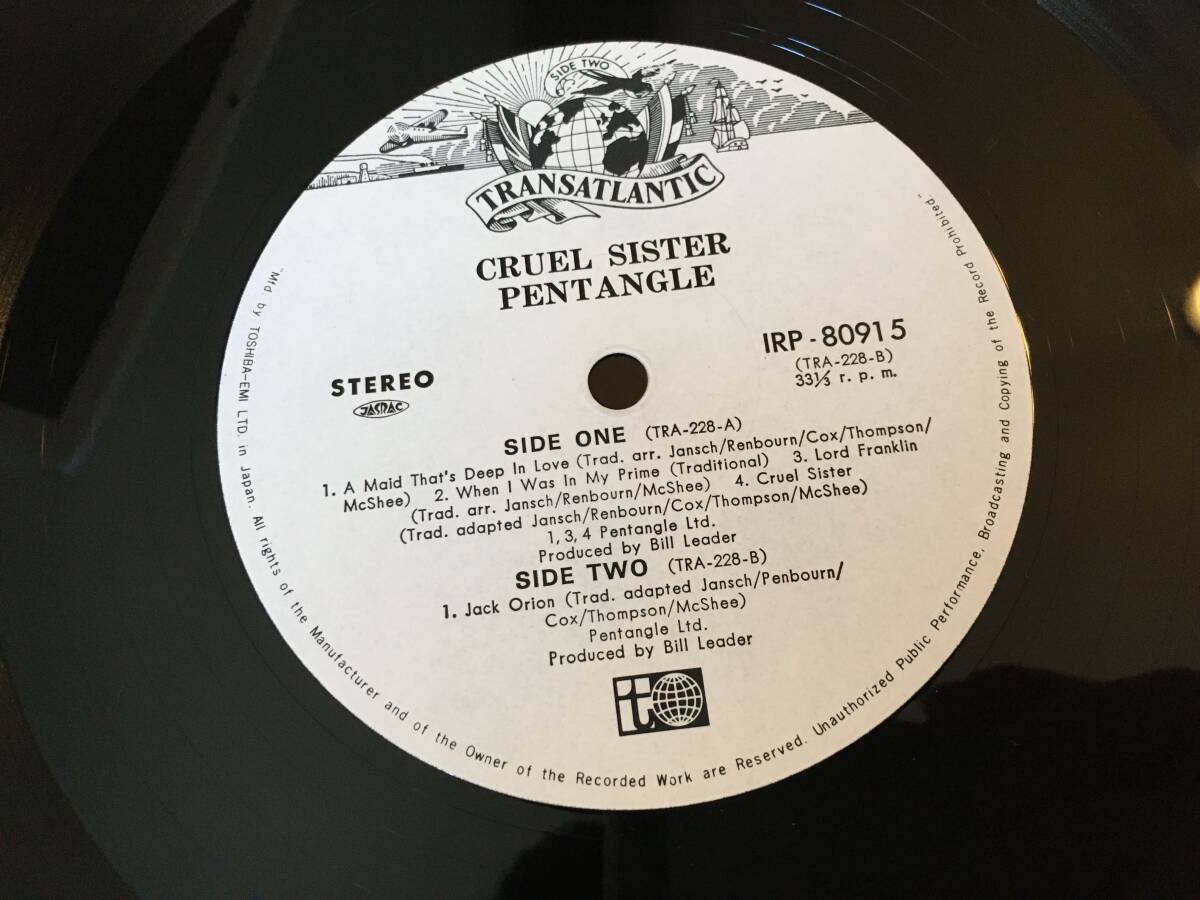 SIDE TWO
TRANSATLANTIC
CRUEL SISTER
PENTANGLE
STEREO
JASRAC
IRP-80915
(TRA-228-B)
33⅓ r. p. m.
SIDE ONE (TRA-228-A)
1. A Maid That's Deep In Love (Trad. arr. Jansch/Renbourn/Cox/Thompson/
McShee) 2. When I Was In My Prime (Traditional) 3. Lord Franklin
(Trad. arr. Jansch/Renbourn/McShee) 4. Cruel Sister
(Trad. adapted Jansch/Renbourn/Cox/Thompson/McShee)
1, 3, 4 Pentangle Ltd.
Produced by Bill Leader
SIDE TWO (TRA-228-B)
1. Jack Orion (Trad. adapted Jansch/Penbourn/
Cox/Thompson/McShee)
Pentangle Ltd.
Produced by Bill Leader
it
"Mfd. by TOSHIBA-EMI LTD. in Japan. All rights of the Manufacturer and of the Owner of the Recorded Work are Reserved. Unauthorized Public Performance, Broadcasting and Copying of the Record Prohibited."